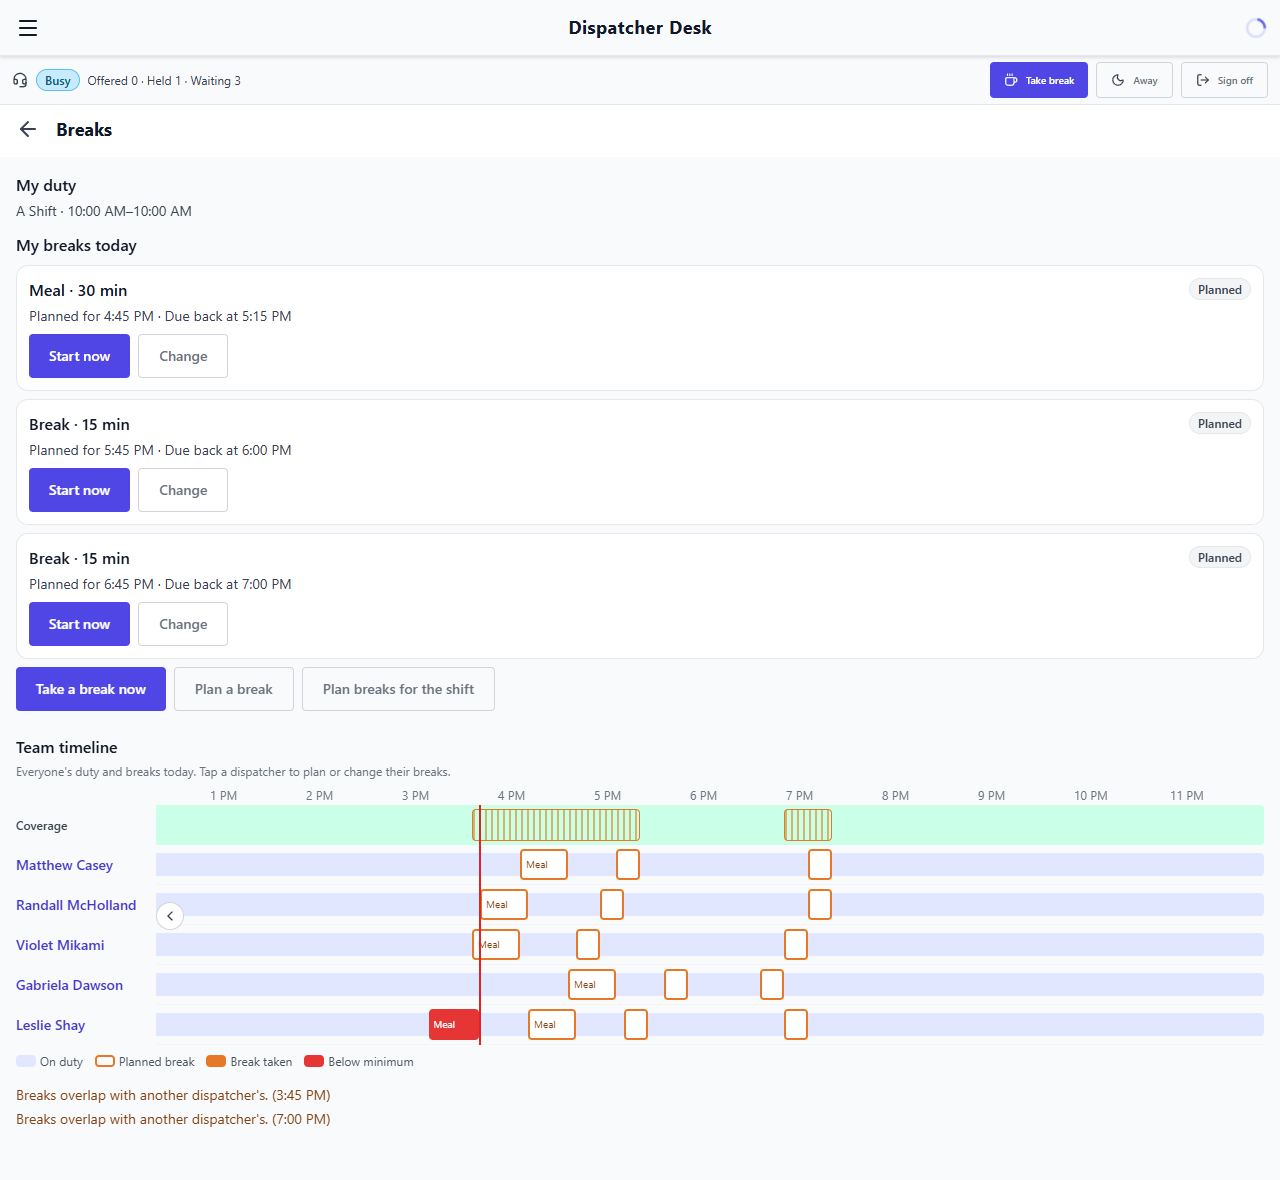 Dispatcher Desk
Busy Offered 0 · Held 1 · Waiting 3 Take break Away Sign off
Breaks
My duty
A Shift · 10:00 AM–10:00 AM
My breaks today
Meal · 30 min Planned
Planned for 4:45 PM · Due back at 5:15 PM
Start now Change
Break · 15 min Planned
Planned for 5:45 PM · Due back at 6:00 PM
Start now Change
Break · 15 min Planned
Planned for 6:45 PM · Due back at 7:00 PM
Start now Change
Take a break now Plan a break Plan breaks for the shift
Team timeline
Everyone's duty and breaks today. Tap a dispatcher to plan or change their breaks.
1 PM 2 PM 3 PM 4 PM 5 PM 6 PM 7 PM 8 PM 9 PM 10 PM 11 PM
Coverage
Matthew Casey Meal
Randall McHolland Meal
Violet Mikami Meal
Gabriela Dawson Meal
Leslie Shay Meal Meal
On duty Planned break Break taken Below minimum
Breaks overlap with another dispatcher's. (3:45 PM)
Breaks overlap with another dispatcher's. (7:00 PM)